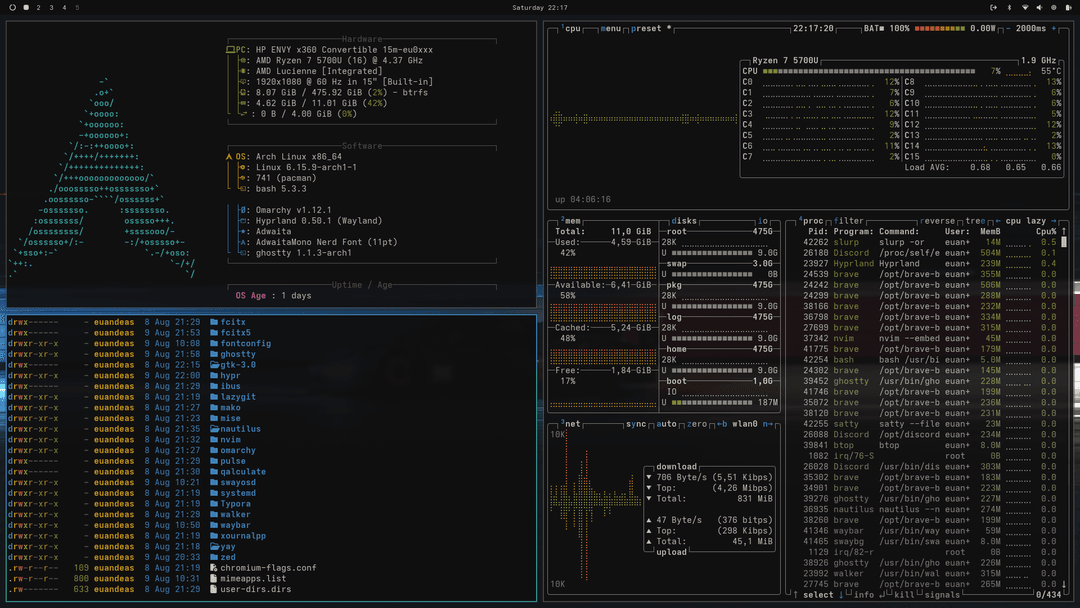 2 3 4 5
Saturday 22:17
Hardware
PC: HP ENVY x360 Convertible 15m-eu0xxx
: AMD Ryzen 7 5700U (16) @ 4.37 GHz
: AMD Lucienne [Integrated]
: 1920x1080 @ 60 Hz in 15" [Built-in]
: 8.07 GiB / 475.92 GiB (2%) - btrfs
: 4.62 GiB / 11.01 GiB (42%)
: 0 B / 4.00 GiB (0%)
Software
OS: Arch Linux x86_64
: Linux 6.15.9-arch1-1
: 741 (pacman)
: bash 5.3.3
: Omarchy v1.12.1
: Hyprland 0.50.1 (Wayland)
: Adwaita
: AdwaitaMono Nerd Font (11pt)
: ghostty 1.1.3-arch1
Uptime / Age
OS Age : 1 days
drwx------ - euandeas 8 Aug 21:29 fcitx
drwx------ - euandeas 9 Aug 21:53 fcitx5
drwxr-xr-x - euandeas 9 Aug 10:08 fontconfig
drwxr-xr-x - euandeas 9 Aug 21:58 ghostty
drwx------ - euandeas 8 Aug 22:15 gtk-3.0
drwxr-xr-x - euandeas 9 Aug 22:00 hypr
drwx------ - euandeas 8 Aug 21:29 ibus
drwxr-xr-x - euandeas 8 Aug 21:19 lazygit
drwxr-xr-x - euandeas 8 Aug 21:27 mako
drwxr-xr-x - euandeas 8 Aug 21:23 mise
drwxr-xr-x - euandeas 8 Aug 21:35 nautilus
drwxr-xr-x - euandeas 8 Aug 21:32 nvim
drwxr-xr-x - euandeas 8 Aug 21:27 omarchy
drwx------ - euandeas 8 Aug 21:29 pulse
drwx------ - euandeas 8 Aug 21:30 qalculate
drwxr-xr-x - euandeas 9 Aug 10:21 swayosd
drwxr-xr-x - euandeas 8 Aug 21:19 systemd
drwxr-xr-x - euandeas 8 Aug 21:19 Typora
drwxr-xr-x - euandeas 8 Aug 21:29 walker
drwxr-xr-x - euandeas 9 Aug 10:50 waybar
drwxr-xr-x - euandeas 8 Aug 21:19 xournalpp
drwxr-xr-x - euandeas 8 Aug 21:18 yay
drwxr-xr-x - euandeas 9 Aug 20:33 zed
.rw-r--r-- 109 euandeas 8 Aug 21:19 chromium-flags.conf
.rw-r--r-- 800 euandeas 9 Aug 10:31 mimeapps.list
.rw------- 633 euandeas 8 Aug 21:29 user-dirs.dirs
¹cpu menu preset * 22:17:20 BAT■ 100% 0.00W - 2000ms +
Ryzen 7 5700U 1.9 GHz
CPU 7% 55°C
C0 12% C8 13%
C1 7% C9 6%
C2 6% C10 6%
C3 12% C11 5%
C4 9% C12 12%
C5 2% C13 2%
C6 11% C14 13%
C7 2% C15 0%
Load AVG: 0.68 0.65 0.66
up 04:06:16
²mem
Total: 11,0 GiB
Used: 4,59 GiB
42%
Available: 6,41 GiB
58%
Cached: 5,24 GiB
48%
Free: 1,84 GiB
17%
disks io
root 475G
28K
U 9.0G
swap 3.0G
U 0B
pkg 475G
28K
U 9.0G
log 475G
28K
U 9.0G
home 475G
28K
U 9.0G
boot 1,0G
IO
U 187M
³net sync auto zero ←b wlan0 n→
10K
10K
download
▼ 706 Byte/s (5,51 Kibps)
▼ Top: (4,26 Mibps)
▼ Total: 831 MiB
▲ 47 Byte/s (376 bitps)
▲ Top: (298 Kibps)
▲ Total: 45,1 MiB
upload
⁴proc filter reverse tree ← cpu lazy →
Pid: Program: Command: User: MemB Cpu%
42262 slurp slurp -or euan+ 14M 0.5
26180 Discord /proc/self/e euan+ 504M 0.1
23927 Hyprland Hyprland euan+ 239M 0.4
24539 brave /opt/brave-b euan+ 355M 0.0
24242 brave /opt/brave-b euan+ 506M 0.0
24299 brave /opt/brave-b euan+ 288M 0.0
38166 brave /opt/brave-b euan+ 232M 0.0
36798 brave /opt/brave-b euan+ 334M 0.0
27699 brave /opt/brave-b euan+ 315M 0.0
37342 nvim nvim --embed euan+ 45M 0.0
41775 brave /opt/brave-b euan+ 179M 0.0
42254 bash bash /usr/bi euan+ 5.0M 0.0
24302 brave /opt/brave-b euan+ 145M 0.0
39452 ghostty /usr/bin/gho euan+ 228M 0.0
41746 brave /opt/brave-b euan+ 199M 0.0
35072 brave /opt/brave-b euan+ 236M 0.0
38120 brave /opt/brave-b euan+ 231M 0.0
42255 satty satty --file euan+ 23M 0.0
26088 Discord /opt/discord euan+ 234M 0.0
39841 btop btop euan+ 8.0M 0.0
1082 irq/76-S root 0B 0.0
26028 Discord /usr/bin/dis euan+ 303M 0.0
35302 brave /opt/brave-b euan+ 183M 0.0
34901 brave /opt/brave-b euan+ 223M 0.0
39276 ghostty /usr/bin/gho euan+ 227M 0.0
36935 nautilus nautilus --n euan+ 274M 0.0
38260 brave /opt/brave-b euan+ 199M 0.0
41346 waybar /usr/bin/way euan+ 59M 0.0
41465 swaybg /usr/bin/swa euan+ 8.0M 0.0
1129 irq/82-r root 0B 0.0
38926 ghostty /usr/bin/gho euan+ 226M 0.0
23992 walker /usr/bin/wal euan+ 315M 0.0
27745 brave /opt/brave-b euan+ 265M 0.0
↑ select ↓ info ↵ kill signals 0/434